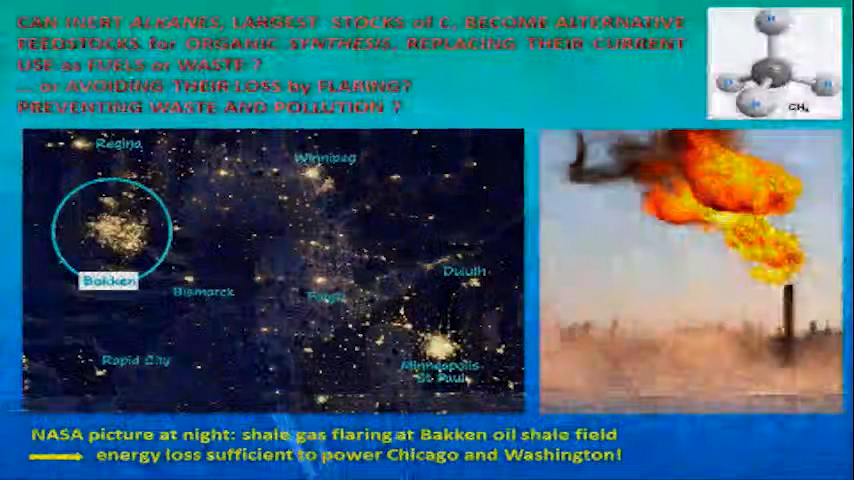 CAN INERT ALKANES, LARGEST STOCKS of C, BECOME ALTERNATIVE
FEEDSTOCKS for ORGANIC SYNTHESIS, REPLACING THEIR CURRENT
USE as FUELS or WASTE ?
... or AVOIDING THEIR LOSS by FLARING?
PREVENTING WASTE AND POLLUTION ?
H
H
H
H
CH4
Regina
Winnipeg
Bakken
Bismarck
Fargo
Duluth
Rapid City
Minneapolis
St Paul
NASA picture at night: shale gas flaring at Bakken oil shale field
energy loss sufficient to power Chicago and Washington!